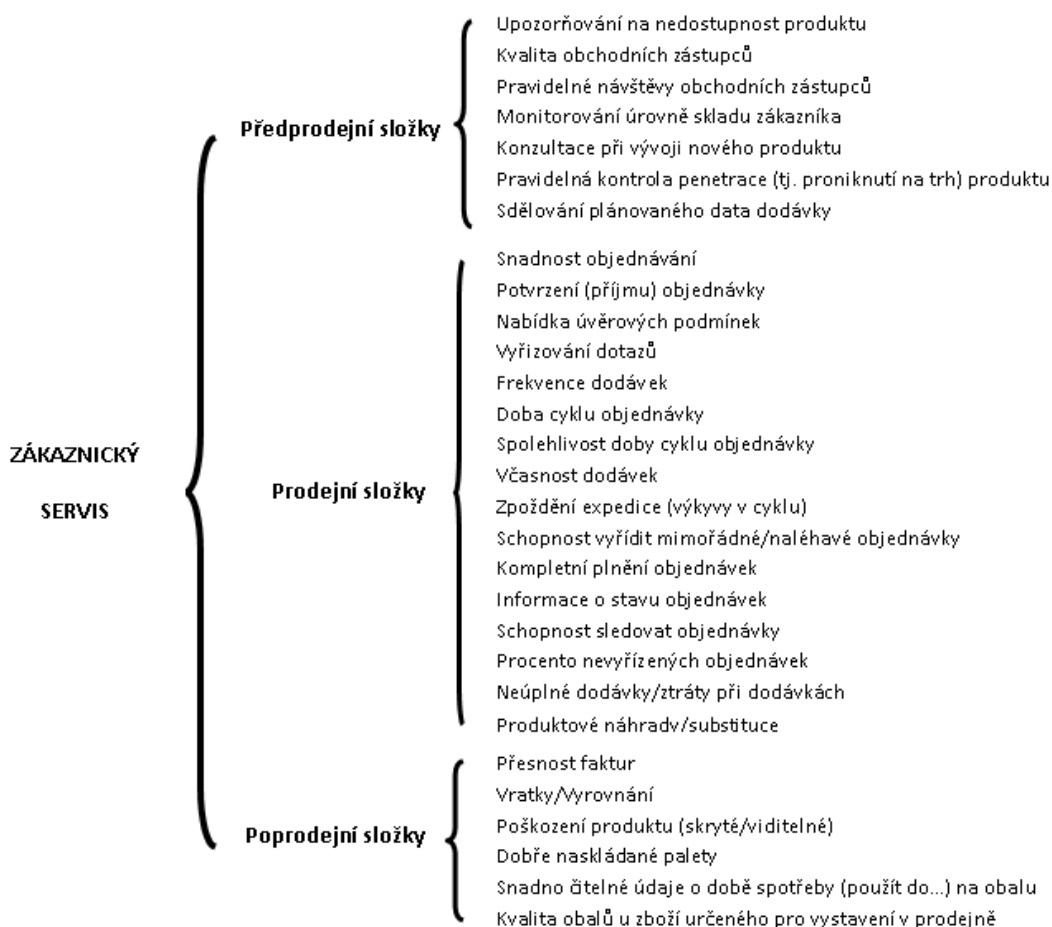 ZÁKAZNICKÝ
SERVIS
Předprodejní složky
Upozorňování na nedostupnost produktu
Kvalita obchodních zástupců
Pravidelné návštěvy obchodních zástupců
Monitorování úrovně skladu zákazníka
Konzultace při vývoji nového produktu
Pravidelná kontrola penetrace (tj. proniknutí na trh) produktu
Sdělování plánovaného data dodávky
Prodejní složky
Snadnost objednávání
Potvrzení (příjmu) objednávky
Nabídka úvěrových podmínek
Vyřizování dotazů
Frekvence dodávek
Doba cyklu objednávky
Spolehlivost doby cyklu objednávky
Včasnost dodávek
Zpoždění expedice (výkyvy v cyklu)
Schopnost vyřídit mimořádné/naléhavé objednávky
Kompletní plnění objednávek
Informace o stavu objednávek
Schopnost sledovat objednávky
Procento nevyřízených objednávek
Neúplné dodávky/ztráty při dodávkách
Produktové náhrady/substituce
Poprodejní složky
Přesnost faktur
Vratky/Vyrovnání
Poškození produktu (skryté/viditelné)
Dobře naskládané palety
Snadno čitelné údaje o době spotřeby (použít do...) na obalu
Kvalita obalů u zboží určeného pro vystavení v prodejně